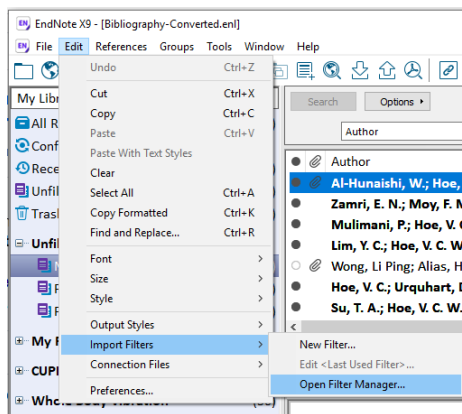 EndNote X9 - [Bibliography-Converted.enl]
File Edit References Groups Tools Window Help
Undo Ctrl+Z
Cut Ctrl+X
Copy Ctrl+C
Paste Ctrl+V
Paste With Text Styles
Clear
Select All Ctrl+A
Copy Formatted Ctrl+K
Find and Replace... Ctrl+R
Font
Size
Style
Output Styles
Import Filters
Connection Files
Preferences...
New Filter...
Edit <Last Used Filter>...
Open Filter Manager...
My Libr
All R
Conf
Rece
Unfil
Tras
Unfil
My F
CUPI
Whole Body Vibration
Search Options
Author
Author
Al-Hunaishi, W.; Hoe,
Zamri, E. N.; Moy, F. M
Mulimani, P.; Hoe, V. C
Lim, Y. C.; Hoe, V. C. W
Wong, Li Ping; Alias, H
Hoe, V. C.; Urquhart, D
Su, T. A.; Hoe, V. C. W.